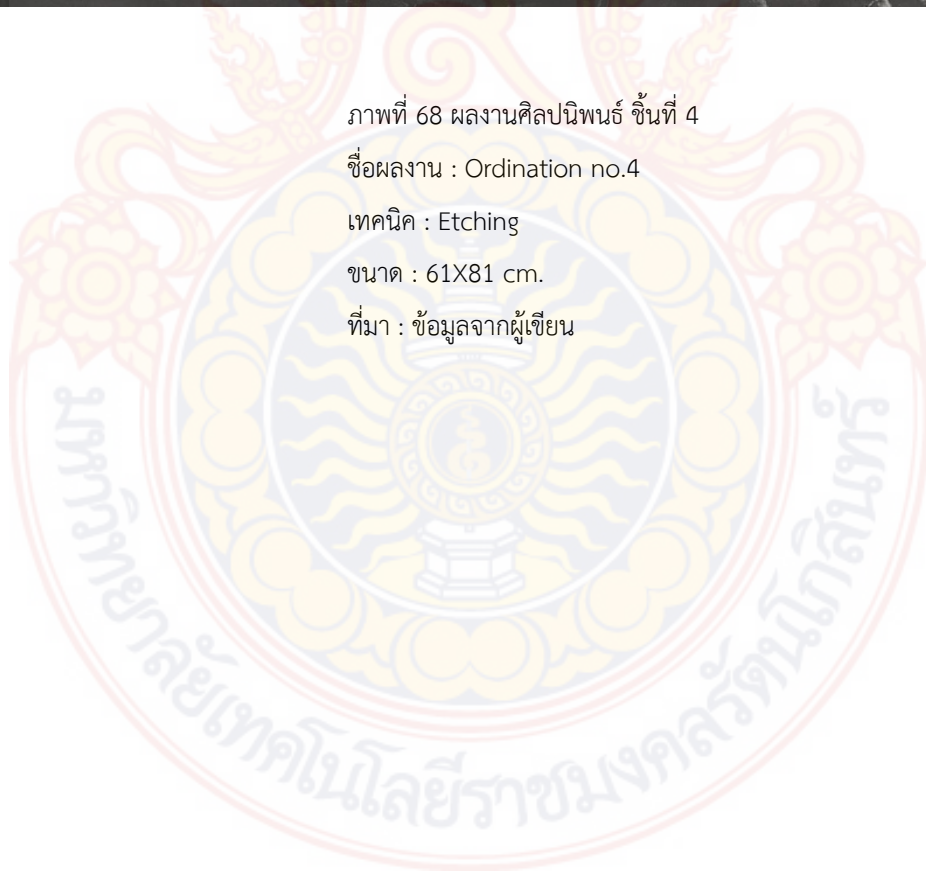 ภาพที่ 68 ผลงานศิลปนิพนธ์ ชิ้นที่ 4
ชื่อผลงาน : Ordination no.4
เทคนิค : Etching
ขนาด : 61X81 cm.
ที่มา : ข้อมูลจากผู้เขียน
มหาวิทยาลัยเทคโนโลยีราชมงคลรัตนโกสินทร์